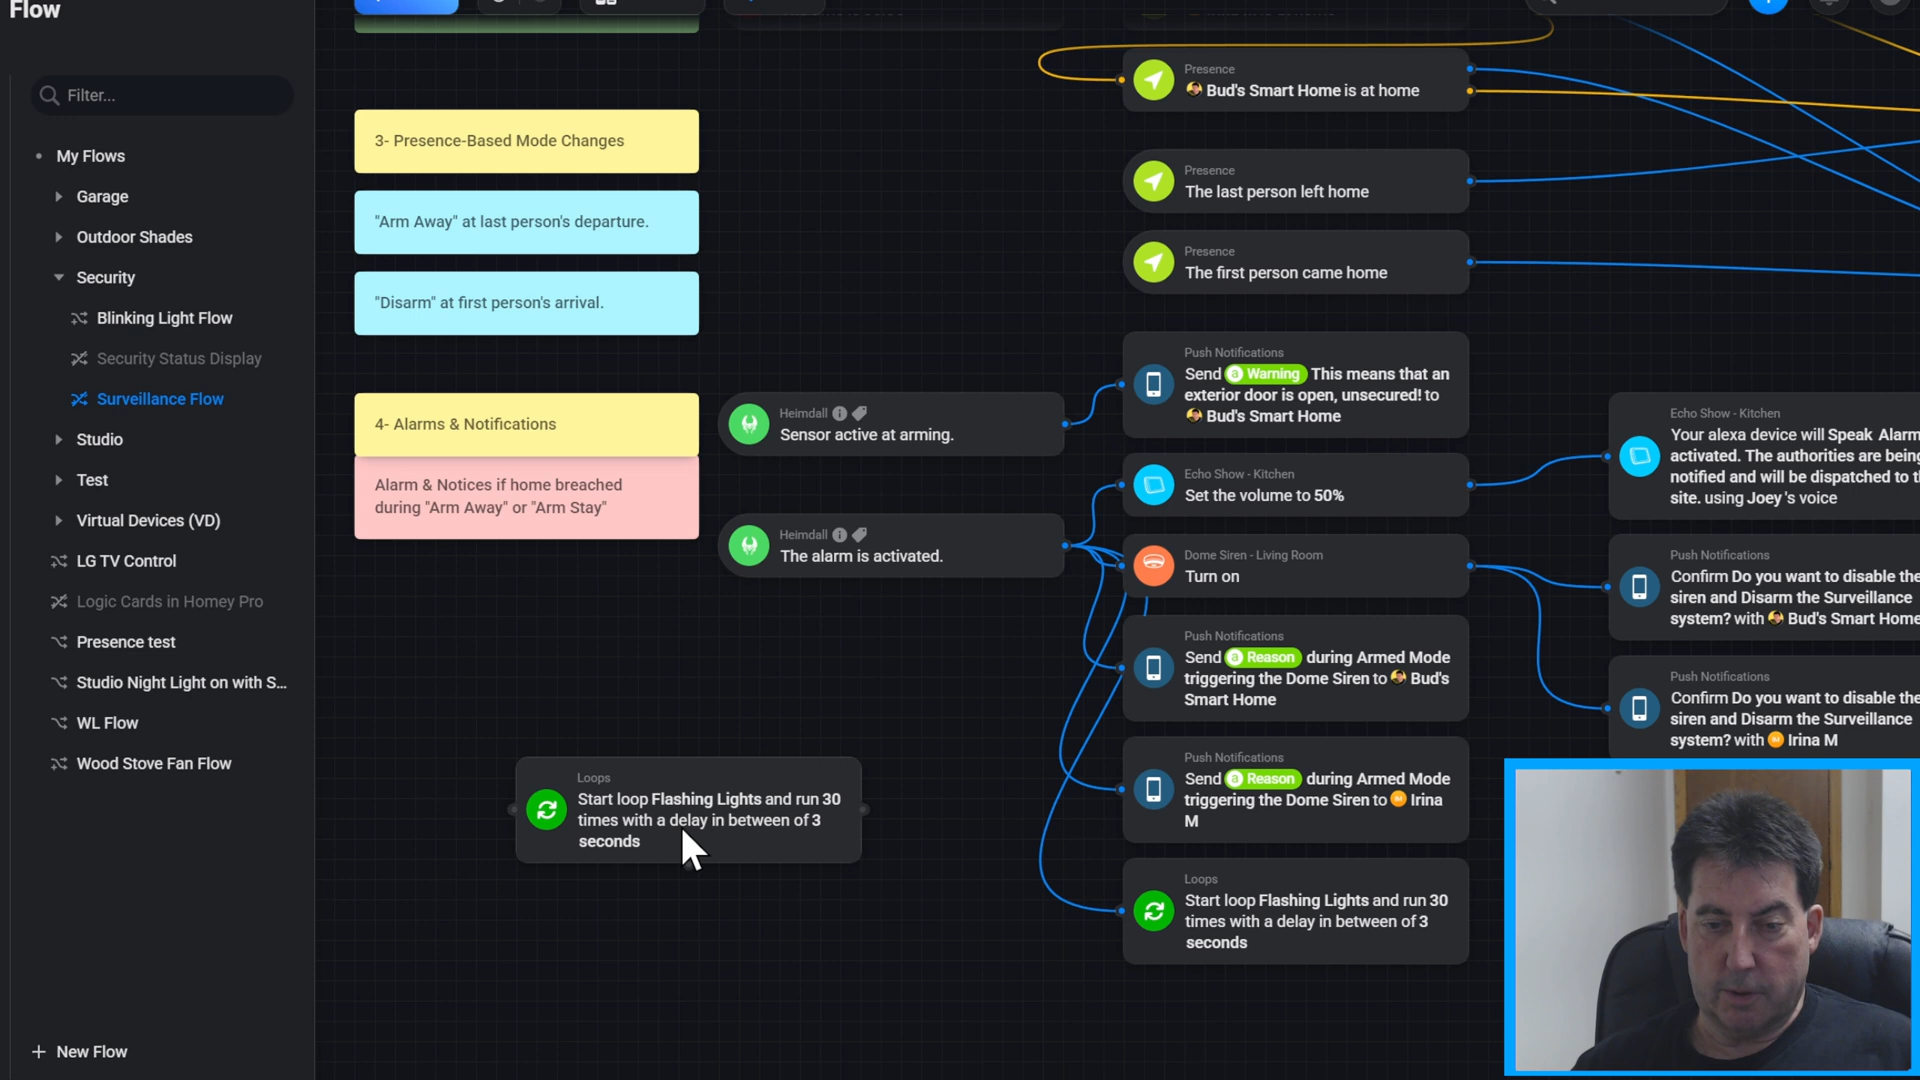 Flow
Filter...
My Flows
Garage
Outdoor Shades
Security
Blinking Light Flow
Security Status Display
Surveillance Flow
Studio
Test
Virtual Devices (VD)
LG TV Control
Logic Cards in Homey Pro
Presence test
Studio Night Light on with S...
WL Flow
Wood Stove Fan Flow
New Flow
3- Presence-Based Mode Changes
"Arm Away" at last person's departure.
"Disarm" at first person's arrival.
4- Alarms & Notifications
Alarm & Notices if home breached
during "Arm Away" or "Arm Stay"
Heimdall
Sensor active at arming.
Heimdall
The alarm is activated.
Loops
Start loop Flashing Lights and run 30
times with a delay in between of 3
seconds
Presence
Bud's Smart Home is at home
Presence
The last person left home
Presence
The first person came home
Push Notifications
Send Warning This means that an
exterior door is open, unsecured! to
Bud's Smart Home
Echo Show - Kitchen
Set the volume to 50%
Dome Siren - Living Room
Turn on
Push Notifications
Send Reason during Armed Mode
triggering the Dome Siren to Bud's
Smart Home
Push Notifications
Send Reason during Armed Mode
triggering the Dome Siren to Irina
M
Loops
Start loop Flashing Lights and run 30
times with a delay in between of 3
seconds
Echo Show - Kitchen
Your alexa device will Speak Alarm
activated. The authorities are being
notified and will be dispatched to
site. using Joey 's voice
Push Notifications
Confirm Do you want to disable the
siren and Disarm the Surveillance
system? with Bud's Smart Home
Push Notifications
Confirm Do you want to disable the
siren and Disarm the Surveillance
system? with Irina M